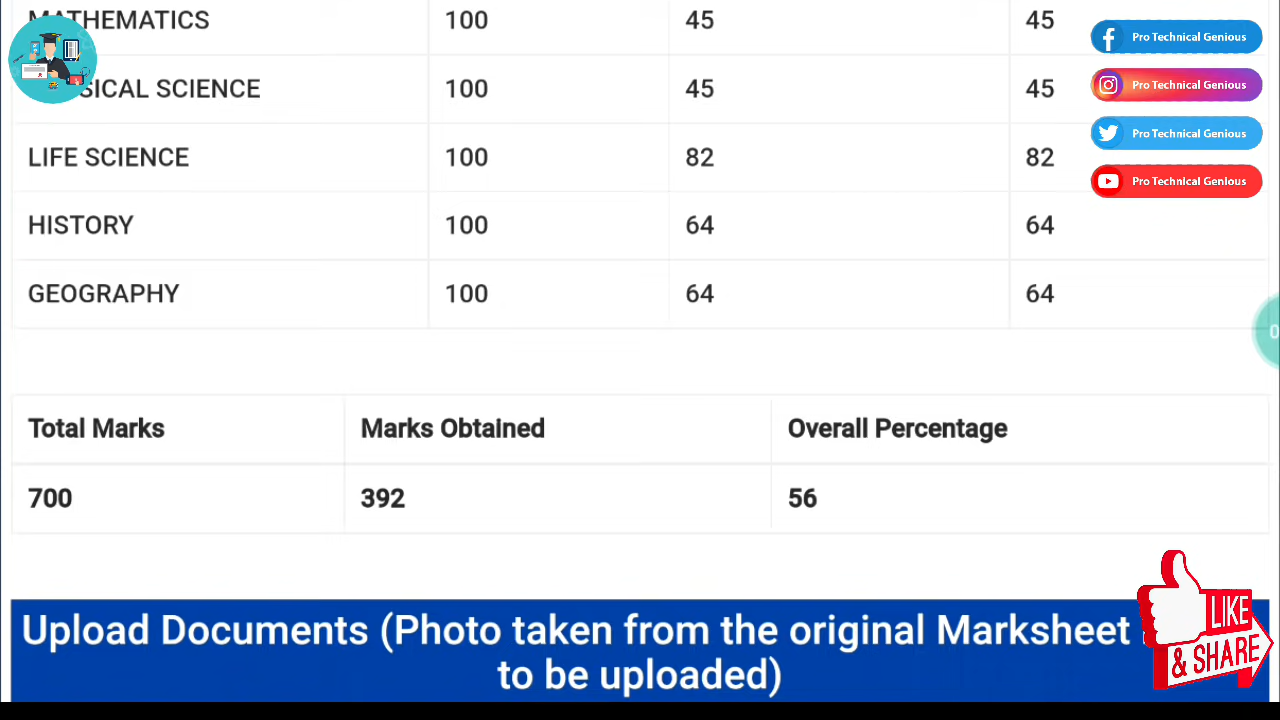 MATHEMATICS 100 45 45
SICAL SCIENCE 100 45 45
LIFE SCIENCE 100 82 82
HISTORY 100 64 64
GEOGRAPHY 100 64 64
Total Marks Marks Obtained Overall Percentage
700 392 56
Upload Documents (Photo taken from the original Marksheet
to be uploaded)
Pro Technical Genious
Pro Technical Genious
Pro Technical Genious
Pro Technical Genious
LIKE
& SHARE